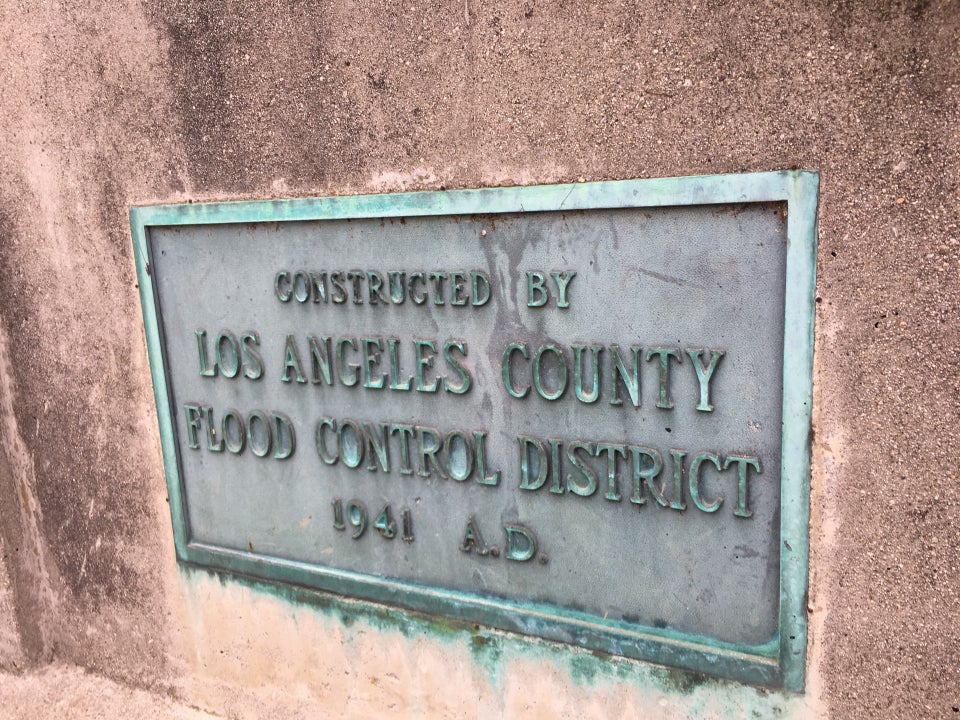 CONSTRUCTED BY
LOS ANGELES COUNTY
FLOOD CONTROL DISTRICT
1941 A.D.